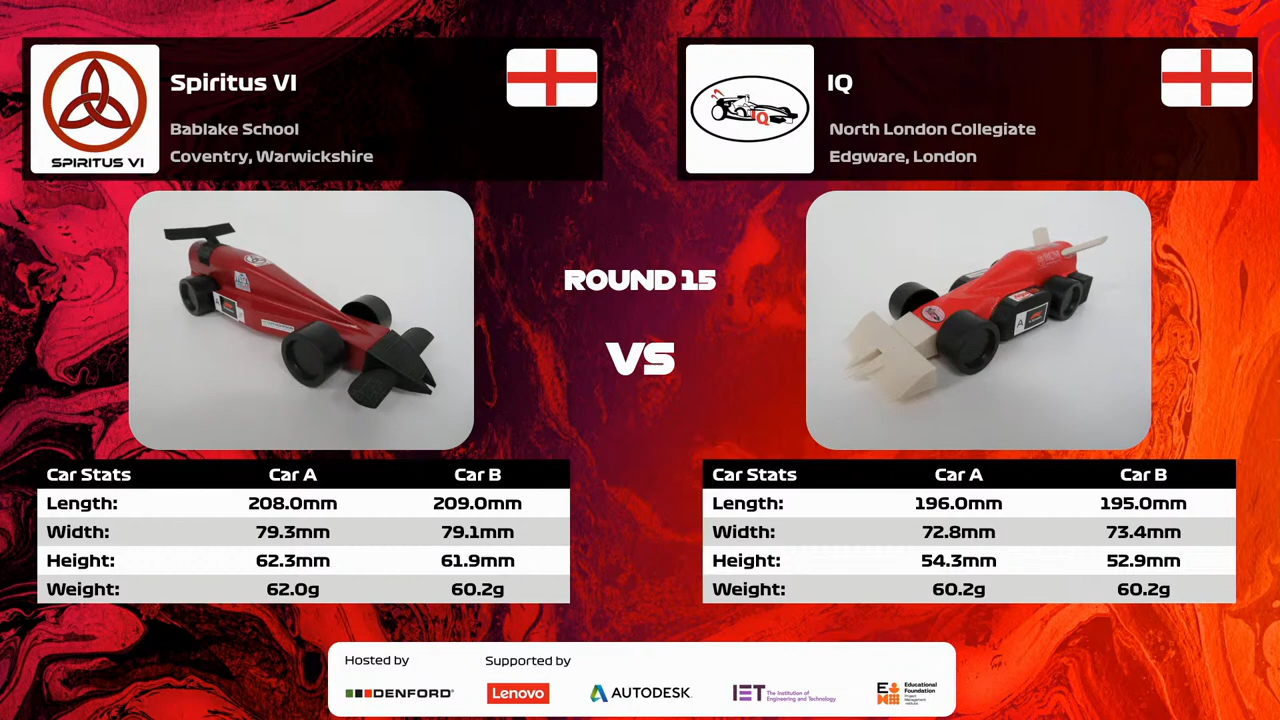 SPIRITUS VI
Spiritus VI
Bablake School
Coventry, Warwickshire
IQ
IQ
North London Collegiate
Edgware, London
ROUND 15
VS
A
A
Car Stats Car A Car B
Length: 208.0mm 209.0mm
Width: 79.3mm 79.1mm
Height: 62.3mm 61.9mm
Weight: 62.0g 60.2g
Car Stats Car A Car B
Length: 196.0mm 195.0mm
Width: 72.8mm 73.4mm
Height: 54.3mm 52.9mm
Weight: 60.2g 60.2g
Hosted by
DENFORD
Supported by
Lenovo
AUTODESK
IET The Institution of
Engineering and Technology
Educational
Foundation
Project
Management
Institute